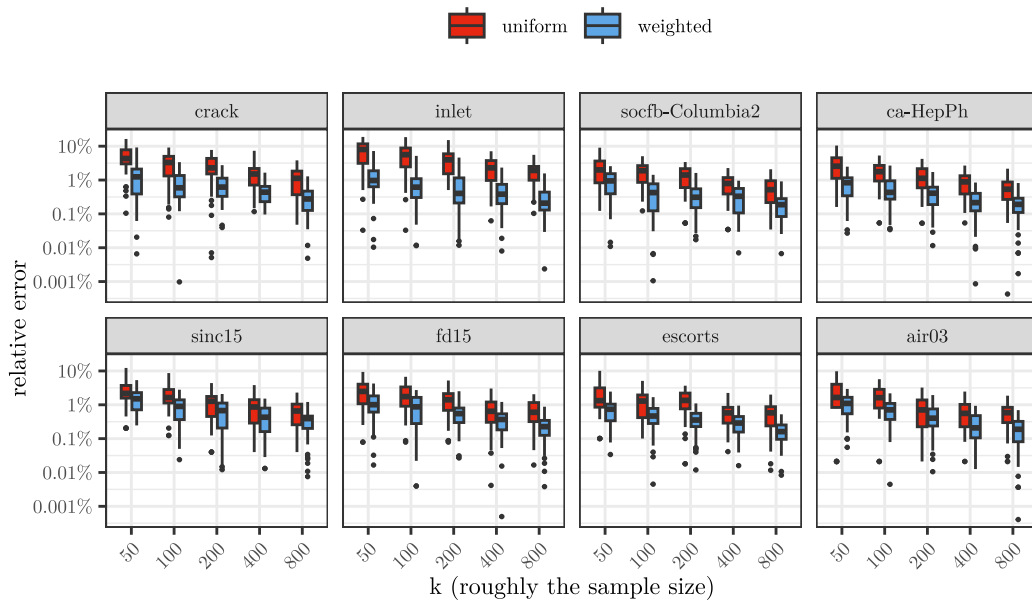 uniform weighted
crack inlet socfb-Columbia2 ca-HepPh
10%
1%
0.1%
0.01%
0.001%
sinc15 fd15 escorts air03
10%
1%
0.1%
0.01%
0.001%
relative error
50 100 200 400 800 50 100 200 400 800 50 100 200 400 800 50 100 200 400 800
k (roughly the sample size)